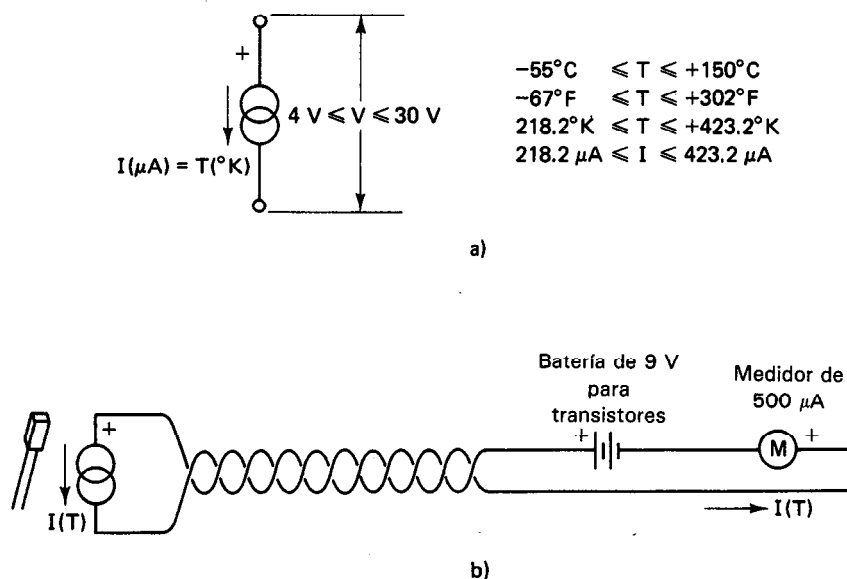 +
4 V ⩽ V ⩽ 30 V
I(μA) = T(°K)
−55°C ⩽ T ⩽ +150°C
−67°F ⩽ T ⩽ +302°F
218.2°K ⩽ T ⩽ +423.2°K
218.2 μA ⩽ I ⩽ 423.2 μA
a)
Batería de 9 V
para
transistores
Medidor de
500 μA
+
+
M
+
I(T)
I(T)
b)